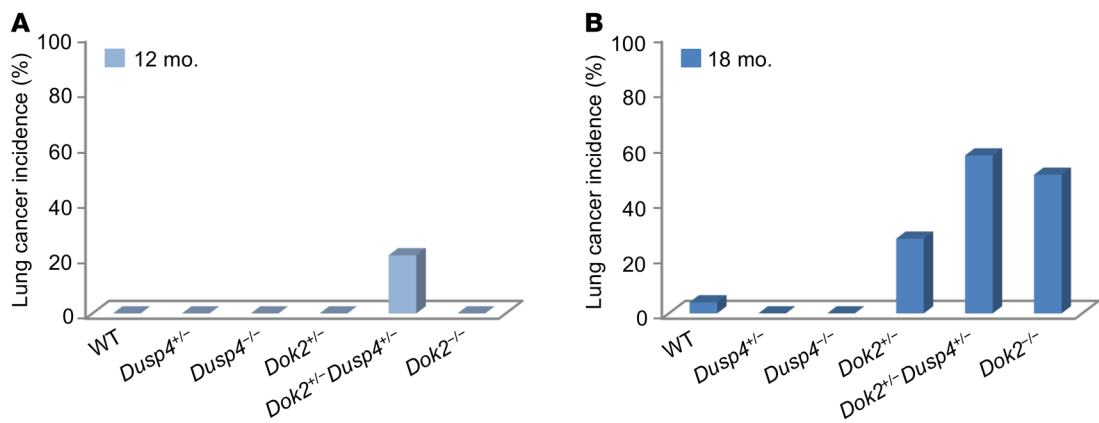 A
Lung cancer incidence (%)
12 mo.
100
80
60
40
20
0
WT
Dusp4+/–
Dusp4–/–
Dok2+/–
Dok2+/– Dusp4+/–
Dok2–/–
B
Lung cancer incidence (%)
18 mo.
100
80
60
40
20
0
WT
Dusp4+/–
Dusp4–/–
Dok2+/–
Dok2+/– Dusp4+/–
Dok2–/–